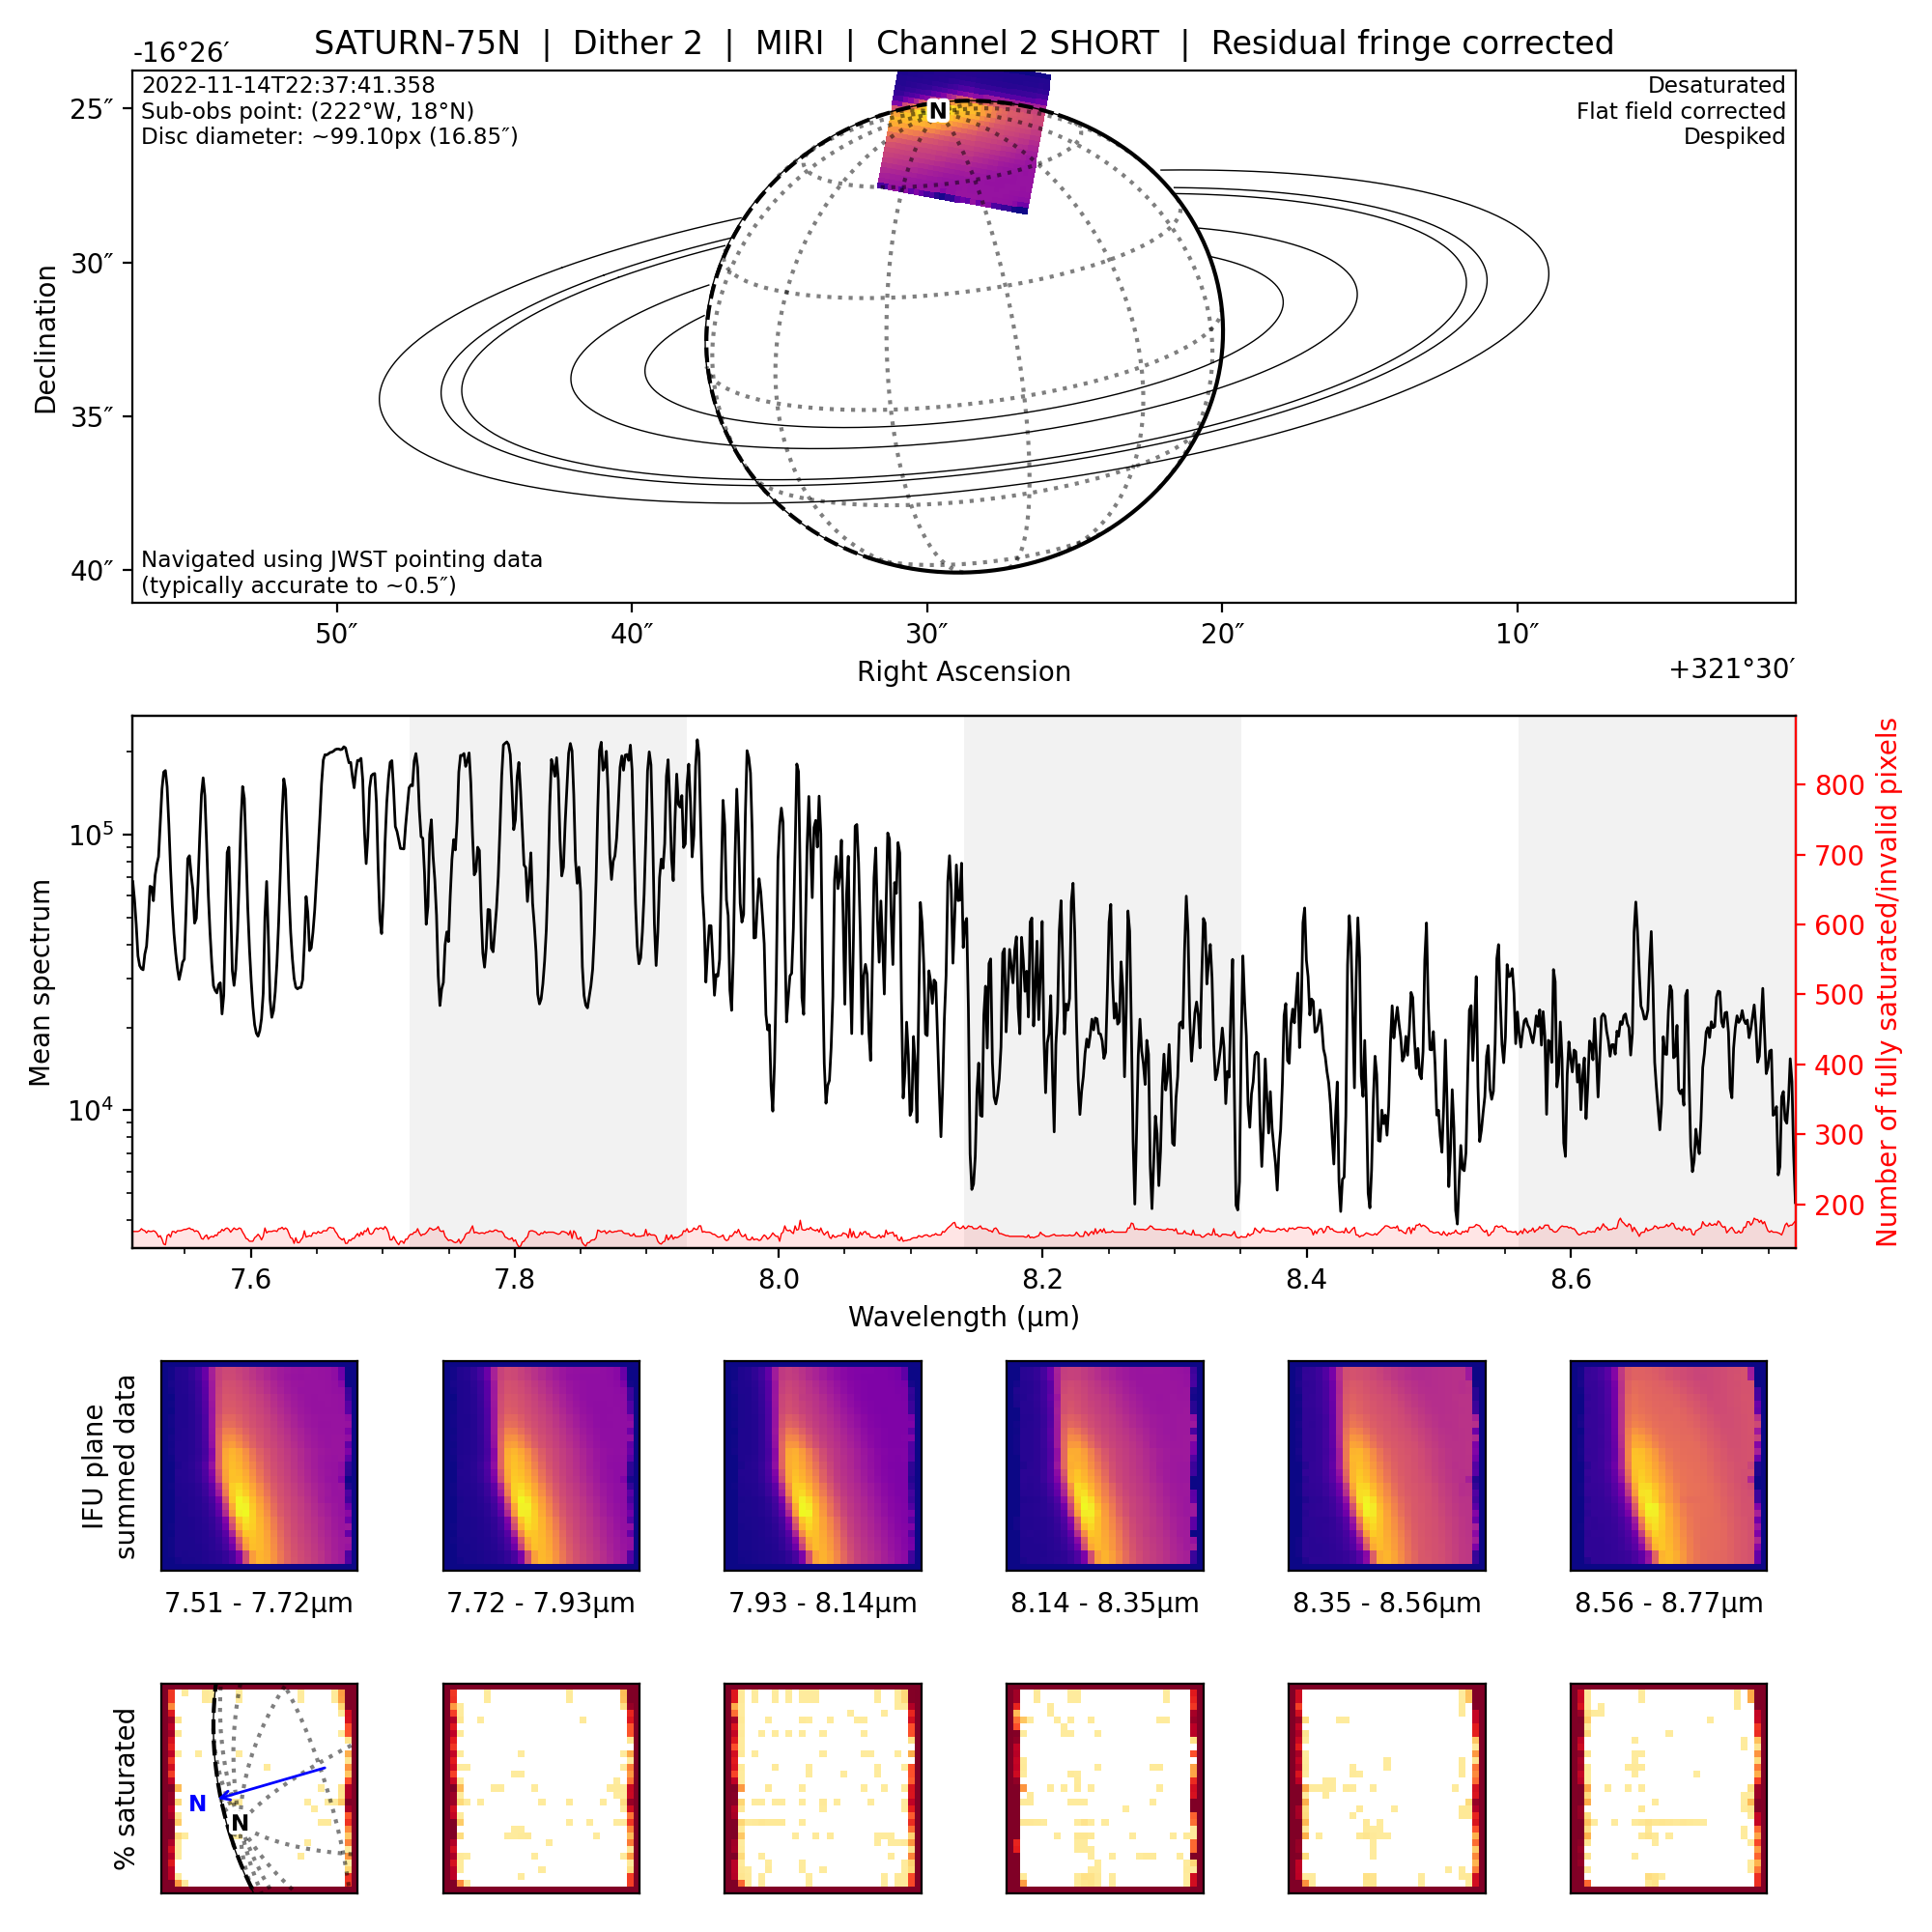 SATURN-75N | Dither 2 | MIRI | Channel 2 SHORT | Residual fringe corrected
-16°26′
2022-11-14T22:37:41.358
Sub-obs point: (222°W, 18°N)
Disc diameter: ~99.10px (16.85″)
Desaturated
Flat field corrected
Despiked
N
25″
30″
35″
40″
Declination
Navigated using JWST pointing data
(typically accurate to ~0.5″)
50″
40″
30″
20″
10″
Right Ascension
+321°30′
Mean spectrum
10⁵
10⁴
800
700
600
500
400
300
200
Number of fully saturated/invalid pixels
7.6
7.8
8.0
8.2
8.4
8.6
Wavelength (µm)
IFU plane
summed data
7.51 - 7.72µm
7.72 - 7.93µm
7.93 - 8.14µm
8.14 - 8.35µm
8.35 - 8.56µm
8.56 - 8.77µm
% saturated
N
N